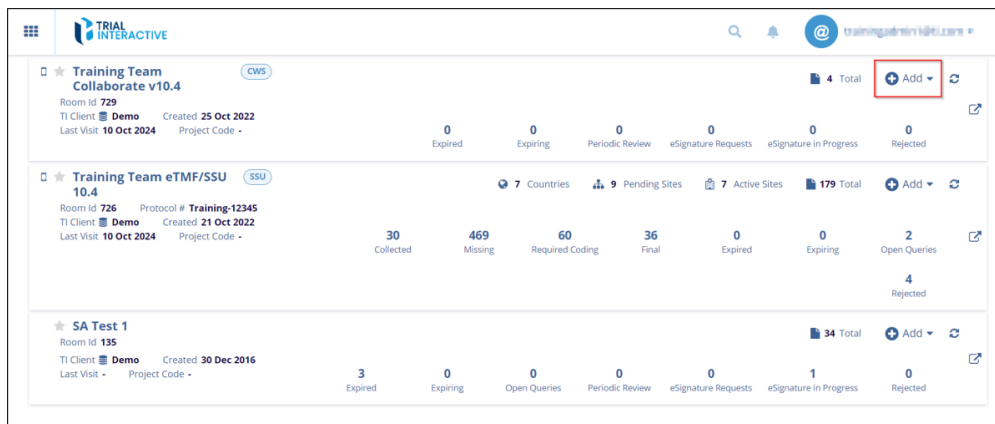 TRIAL
INTERACTIVE
@
Training Team
Collaborate v10.4
CWS
4 Total
Add
Room Id 729
TI Client Demo Created 25 Oct 2022
Last Visit 10 Oct 2024 Project Code -
0 0 0 0 0 0
Expired Expiring Periodic Review eSignature Requests eSignature in Progress Rejected
Training Team eTMF/SSU
10.4
SSU
7 Countries 9 Pending Sites 7 Active Sites 179 Total Add
Room Id 726 Protocol # Training-12345
TI Client Demo Created 21 Oct 2022
Last Visit 10 Oct 2024 Project Code -
30 469 60 36 0 0 2
Collected Missing Required Coding Final Expired Expiring Open Queries
4
Rejected
SA Test 1
34 Total Add
Room Id 135
TI Client Demo Created 30 Dec 2016
Last Visit - Project Code -
3 0 0 0 0 1 0
Expired Expiring Open Queries Periodic Review eSignature Requests eSignature in Progress Rejected